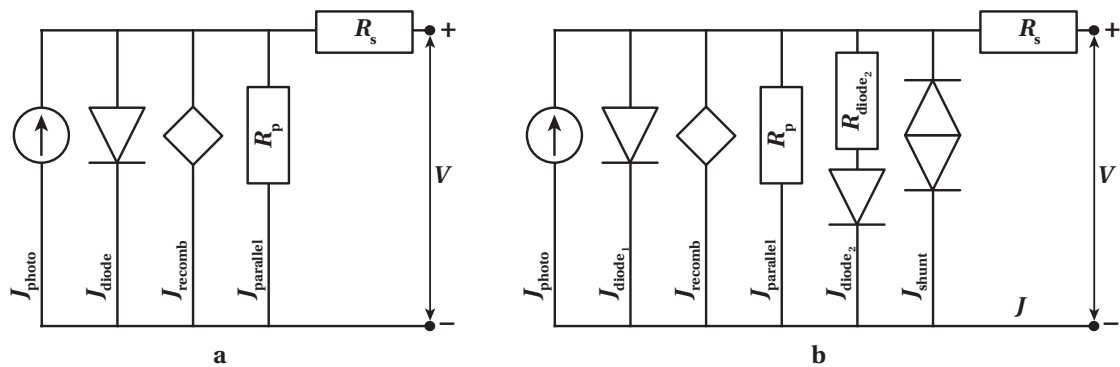 R_s
+
R_p
V
J_photo
J_diode
J_recomb
J_parallel
−
a
R_s
+
R_p
R_diode_2
V
J_photo
J_diode_1
J_recomb
J_parallel
J_diode_2
J_shunt
J
−
b